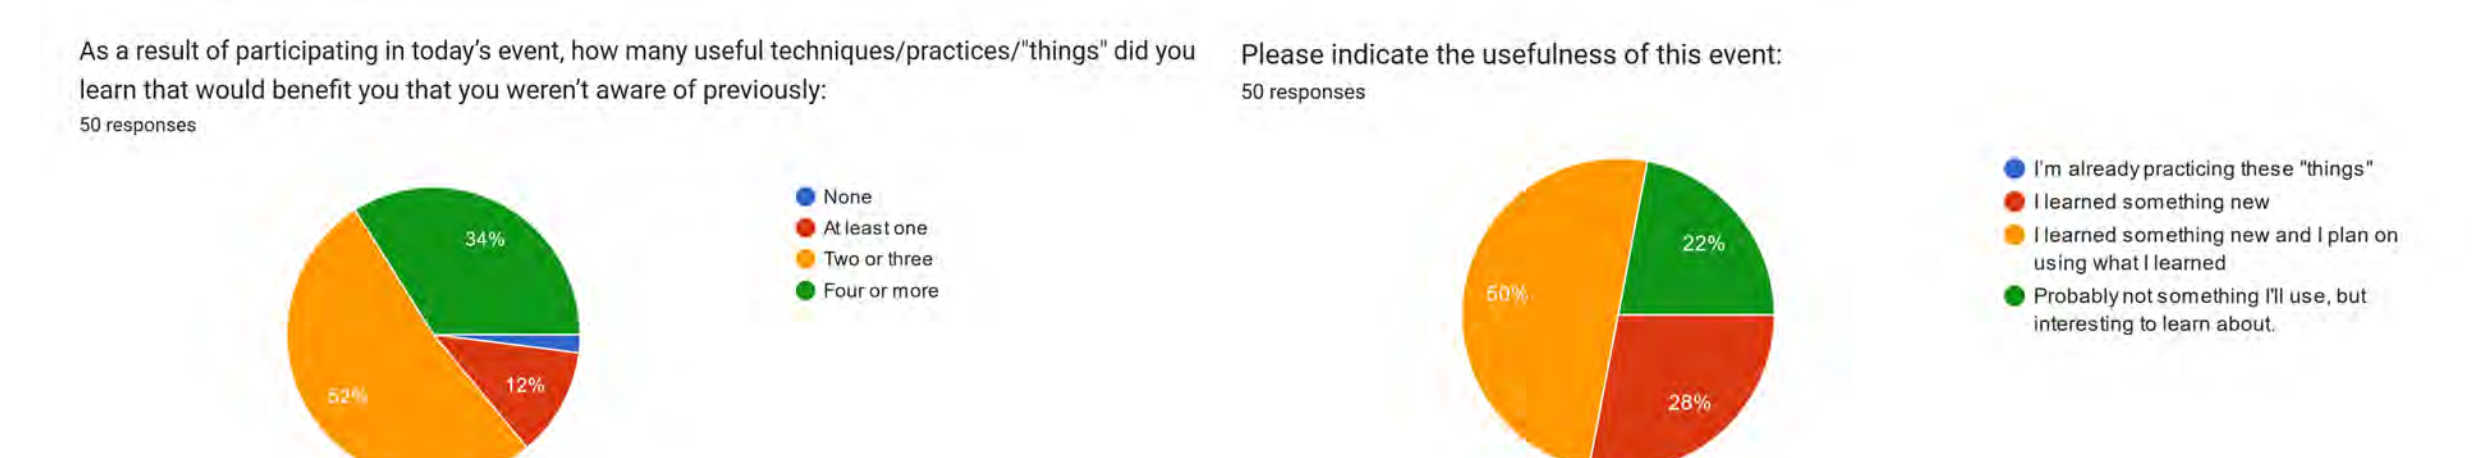 As a result of participating in today's event, how many useful techniques/practices/"things" did you
learn that would benefit you that you weren't aware of previously:
50 responses
34%
52%
12%
None
At least one
Two or three
Four or more
Please indicate the usefulness of this event:
50 responses
22%
50%
28%
I'm already practicing these "things"
I learned something new
I learned something new and I plan on
using what I learned
Probably not something I'll use, but
interesting to learn about.